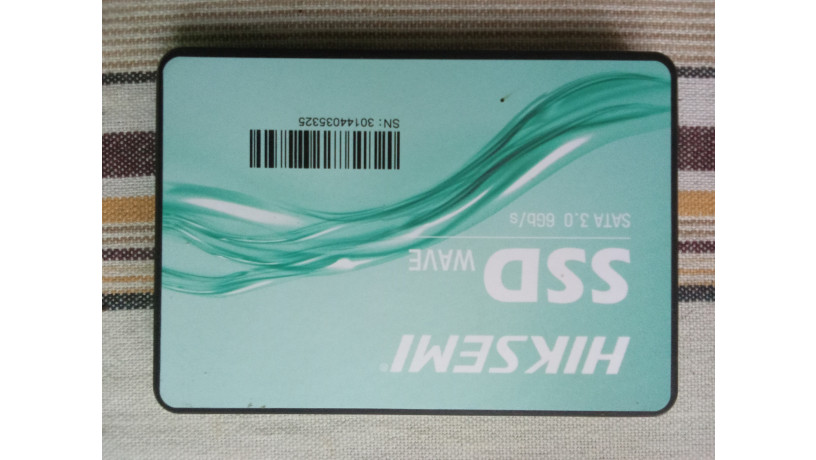 HIKSEMI®
SSD WAVE
SATA 3.0 6Gb/s
SN: 30144035325